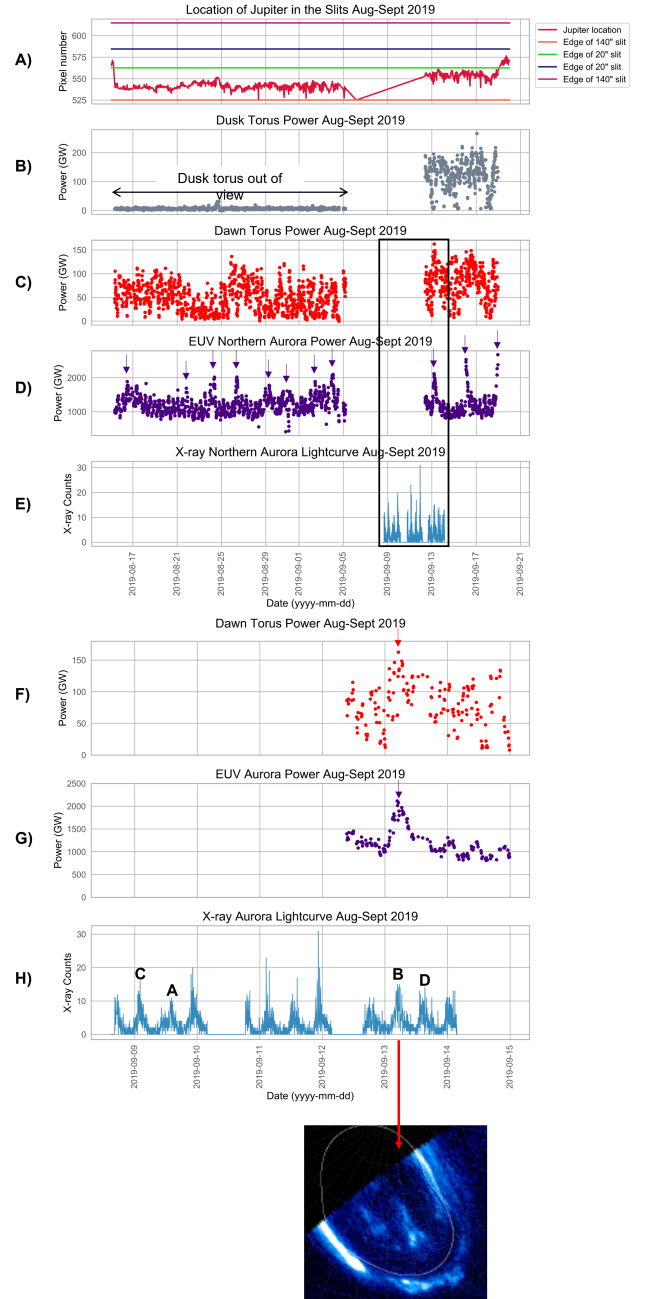 Location of Jupiter in the Slits Aug-Sept 2019
A)
Pixel number
600
575
550
525
Jupiter location
Edge of 140" slit
Edge of 20" slit
Edge of 20" slit
Edge of 140" slit
Dusk Torus Power Aug-Sept 2019
B)
Power (GW)
200
100
0
Dusk torus out of
view
Dawn Torus Power Aug-Sept 2019
C)
Power (GW)
150
100
50
0
EUV Northern Aurora Power Aug-Sept 2019
D)
Power (GW)
2000
1000
X-ray Northern Aurora Lightcurve Aug-Sept 2019
E)
X-ray Counts
30
20
10
0
2019-08-17
2019-08-21
2019-08-25
2019-08-29
2019-09-01
2019-09-05
2019-09-09
2019-09-13
2019-09-17
2019-09-21
Date (yyyy-mm-dd)
Dawn Torus Power Aug-Sept 2019
F)
Power (GW)
150
100
50
0
EUV Aurora Power Aug-Sept 2019
G)
Power (GW)
2500
2000
1500
1000
500
0
X-ray Aurora Lightcurve Aug-Sept 2019
H)
X-ray Counts
30
20
10
0
C
A
B
D
2019-09-09
2019-09-10
2019-09-11
2019-09-12
2019-09-13
2019-09-14
2019-09-15
Date (yyyy-mm-dd)